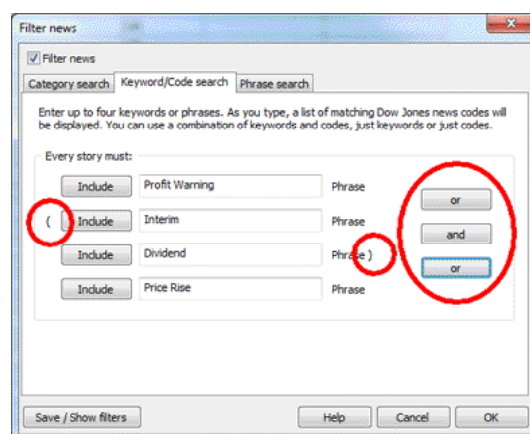 Filter news
Filter news
Category search Keyword/Code search Phrase search
Enter up to four keywords or phrases. As you type, a list of matching Dow Jones news codes will
be displayed. You can use a combination of keywords and codes, just keywords or just codes.
Every story must:
Include Profit Warning Phrase
or
( Include Interim Phrase
and
Include Dividend Phrase )
or
Include Price Rise Phrase
Save / Show filters Help Cancel OK